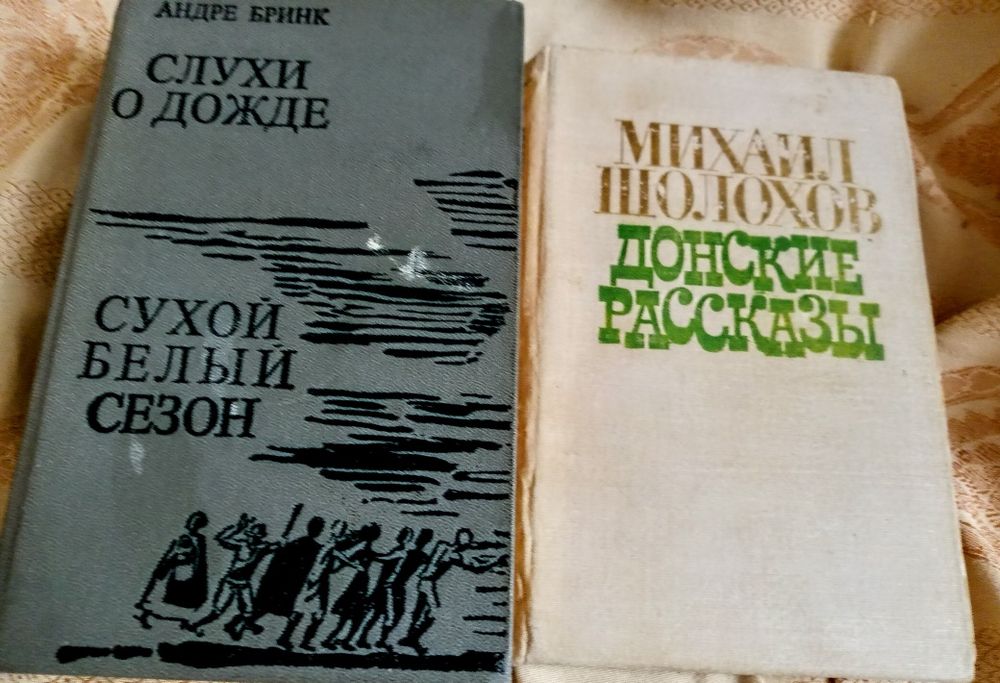 АНДРЕ БРИНК
СЛУХИ
О ДОЖДЕ
СУХОЙ
БЕЛЫЙ
СЕЗОН
МИХАИЛ
ШОЛОХОВ
ДОНСКИЕ
РАССКАЗЫ